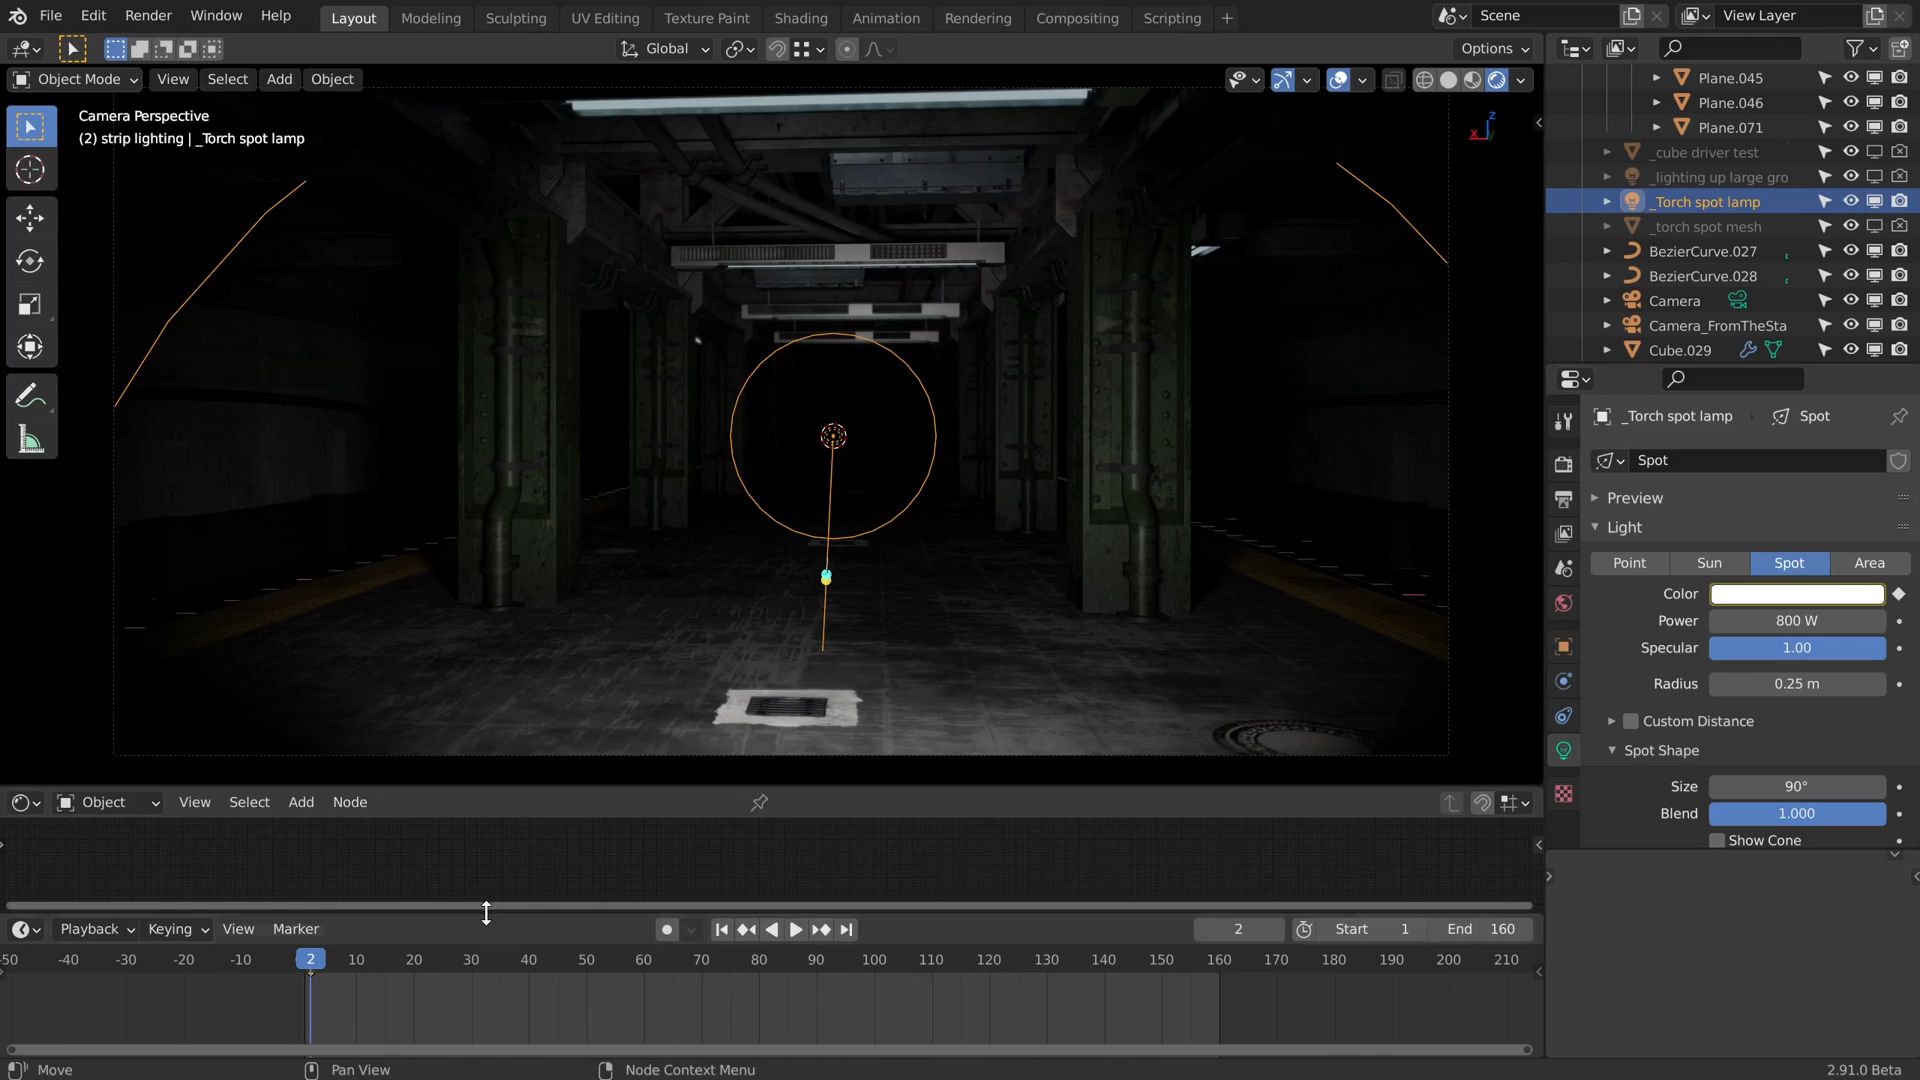 File Edit Render Window Help Layout Modeling Sculpting UV Editing Texture Paint Shading Animation Rendering Compositing Scripting + Scene View Layer
Global Options
Object Mode View Select Add Object
Camera Perspective
(2) strip lighting | _Torch spot lamp
Z
X
Y
Plane.045
Plane.046
Plane.071
_cube driver test
_lighting up large gro
_Torch spot lamp
_torch spot mesh
BezierCurve.027
BezierCurve.028
Camera
Camera_FromTheSta
Cube.029
_Torch spot lamp Spot
Spot
Preview
Light
Point Sun Spot Area
Color
Power 800 W
Specular 1.00
Radius 0.25 m
Custom Distance
Spot Shape
Size 90°
Blend 1.000
Show Cone
Object View Select Add Node
Playback Keying View Marker 2 Start 1 End 160
-50 -40 -30 -20 -10 2 10 20 30 40 50 60 70 80 90 100 110 120 130 140 150 160 170 180 190 200 210
Move Pan View Node Context Menu 2.91.0 Beta